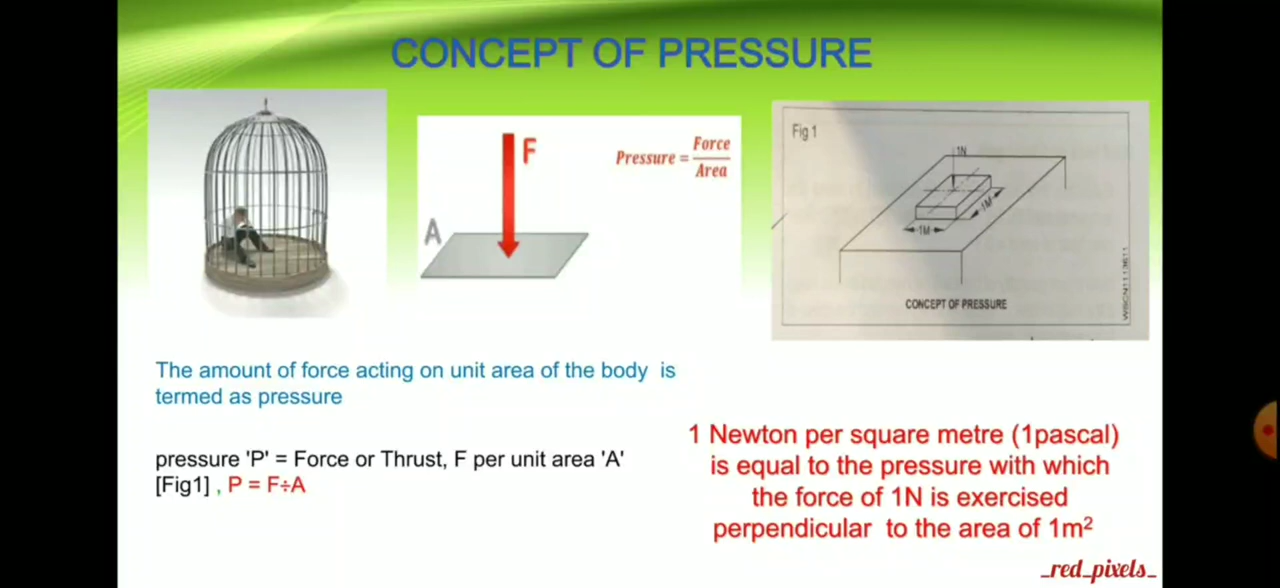 CONCEPT OF PRESSURE
F
A
Pressure = Force
Area
Fig 1
1N
1M
1M
CONCEPT OF PRESSURE
The amount of force acting on unit area of the body is
termed as pressure
pressure 'P' = Force or Thrust, F per unit area 'A'
[Fig1] , P = F÷A
1 Newton per square metre (1pascal)
is equal to the pressure with which
the force of 1N is exercised
perpendicular to the area of 1m²
_red_pixels_